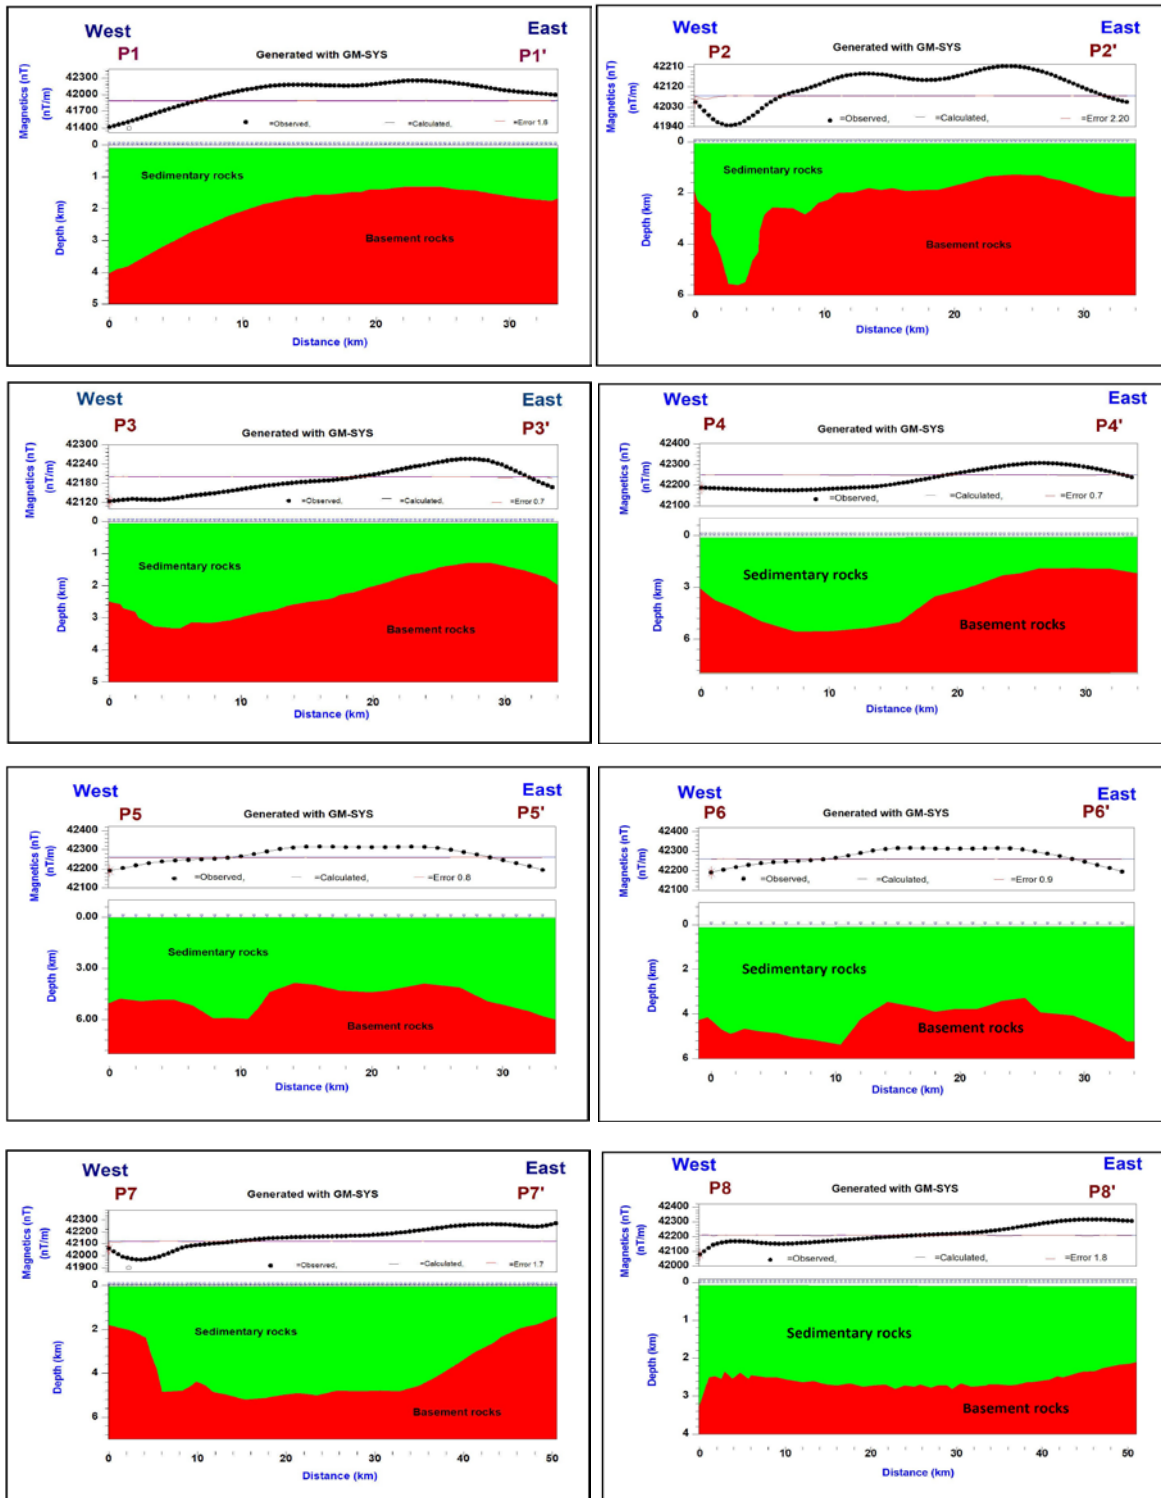 West East
P1 P1'
Generated with GM-SYS
Magnetics (nT)
(nT/m)
42300
42000
41700
41400
=Observed, =Calculated, =Error 1.8
Depth (km)
0
1
2
3
4
5
Sedimentary rocks
Basement rocks
0 10 20 30
Distance (km)
West East
P2 P2'
Generated with GM-SYS
Magnetics (nT)
(nT/m)
42210
42120
42030
41940
=Observed, =Calculated, =Error 2.20
Depth (km)
0
2
4
6
Sedimentary rocks
Basement rocks
0 10 20 30
Distance (km)
West East
P3 P3'
Generated with GM-SYS
Magnetics (nT)
(nT/m)
42300
42240
42180
42120
=Observed, =Calculated, =Error 0.7
Depth (km)
0
1
2
3
4
5
Sedimentary rocks
Basement rocks
0 10 20 30
Distance (km)
West East
P4 P4'
Generated with GM-SYS
Magnetics (nT)
(nT/m)
42400
42300
42200
42100
=Observed, =Calculated, =Error 0.7
Depth (km)
0
3
6
Sedimentary rocks
Basement rocks
0 10 20 30
Distance (km)
West East
P5 P5'
Generated with GM-SYS
Magnetics (nT)
(nT/m)
42400
42300
42200
42100
=Observed, =Calculated, =Error 0.8
Depth (km)
0.00
3.00
6.00
Sedimentary rocks
Basement rocks
0 10 20 30
Distance (km)
West East
P6 P6'
Generated with GM-SYS
Magnetics (nT)
(nT/m)
42400
42300
42200
42100
=Observed, =Calculated, =Error 0.9
Depth (km)
0
2
4
6
Sedimentary rocks
Basement rocks
0 10 20 30
Distance (km)
West East
P7 P7'
Generated with GM-SYS
Magnetics (nT)
(nT/m)
42300
42200
42100
42000
41900
=Observed, =Calculated, =Error 1.7
Depth (km)
0
2
4
6
Sedimentary rocks
Basement rocks
0 10 20 30 40 50
Distance (km)
West East
P8 P8'
Generated with GM-SYS
Magnetics (nT)
(nT/m)
42400
42300
42200
42100
42000
=Observed, =Calculated, =Error 1.8
Depth (km)
0
1
2
3
4
Sedimentary rocks
Basement rocks
0 10 20 30 40 50
Distance (km)